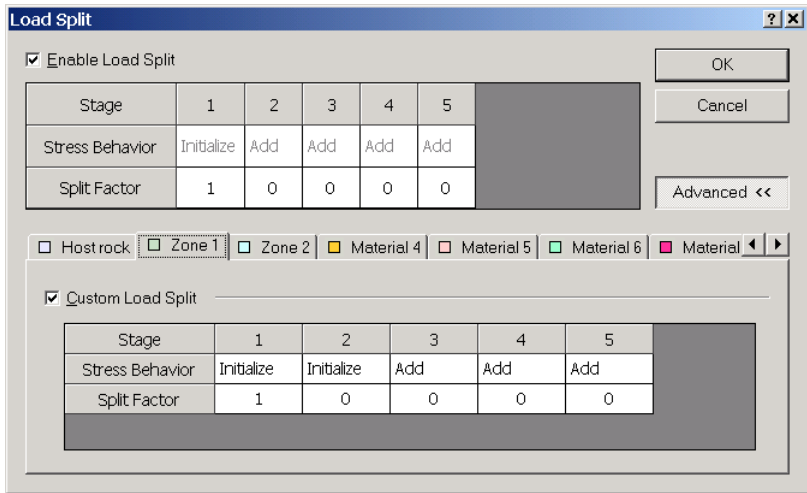 Load Split
Enable Load Split
OK
Stage 1 2 3 4 5
Cancel
Stress Behavior Initialize Add Add Add Add
Split Factor 1 0 0 0 0
Advanced <<
Host rock Zone 1 Zone 2 Material 4 Material 5 Material 6 Material
Custom Load Split
Stage 1 2 3 4 5
Stress Behavior Initialize Initialize Add Add Add
Split Factor 1 0 0 0 0